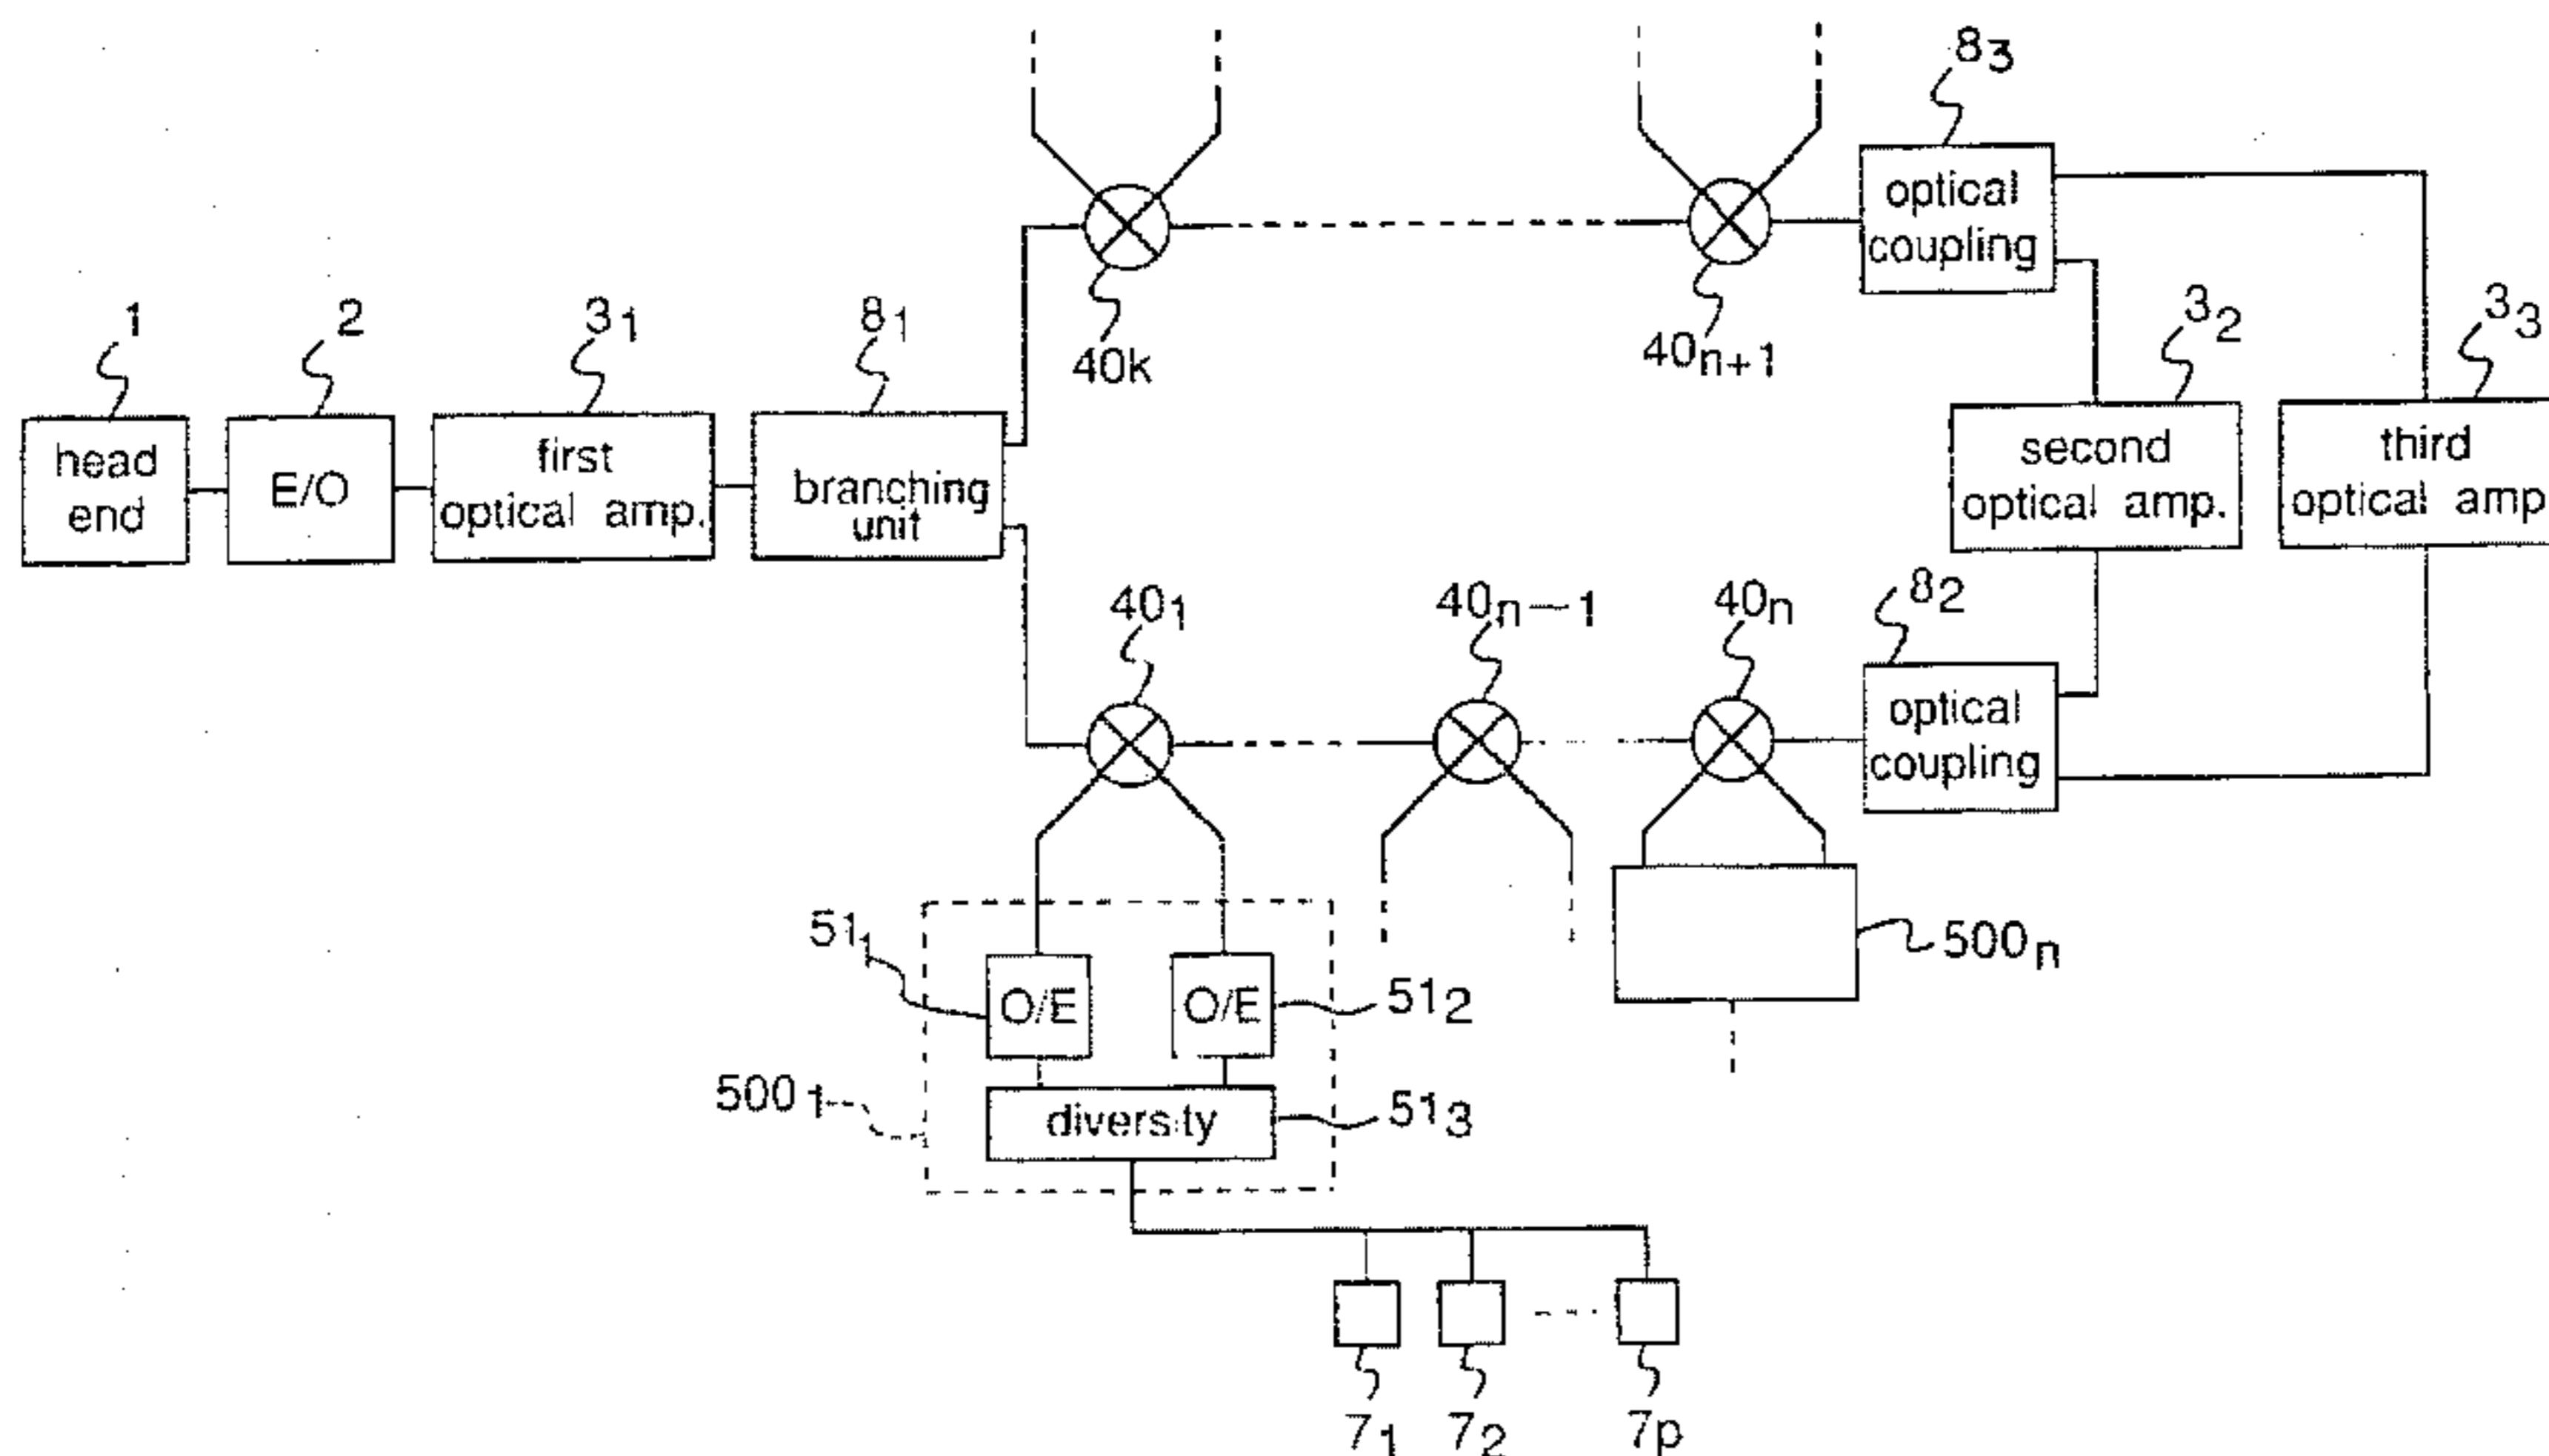 8₃
40k
40n+1
optical
coupling
1
2
3₁
8₁
3₂
3₃
head
end
E/O
first
optical amp.
branching
unit
second
optical amp.
third
optical amp
40₁
40n−1
40n
8₂
optical
coupling
51₁
O/E
O/E
51₂
500n
500₁
diversity
51₃
7₁
7₂
7p